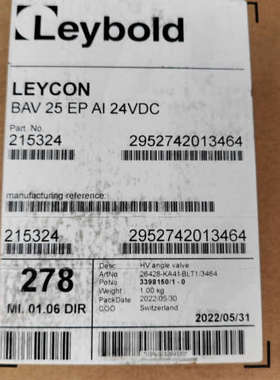 Leybold
LEYCON
BAV 25 EP AI 24VDC
Part. No.
215324 2952742013464
manufacturing reference:
215324 2952742013464
278
MI. 01.06 DIR
Desc. HV angle valve
ArtNo 26428-KA41-BLT1/3464
PoNo 3398150/1 - 0
Weight 1.00 kg
PackDate 2022/05/30
COO Switzerland
2022/05/31